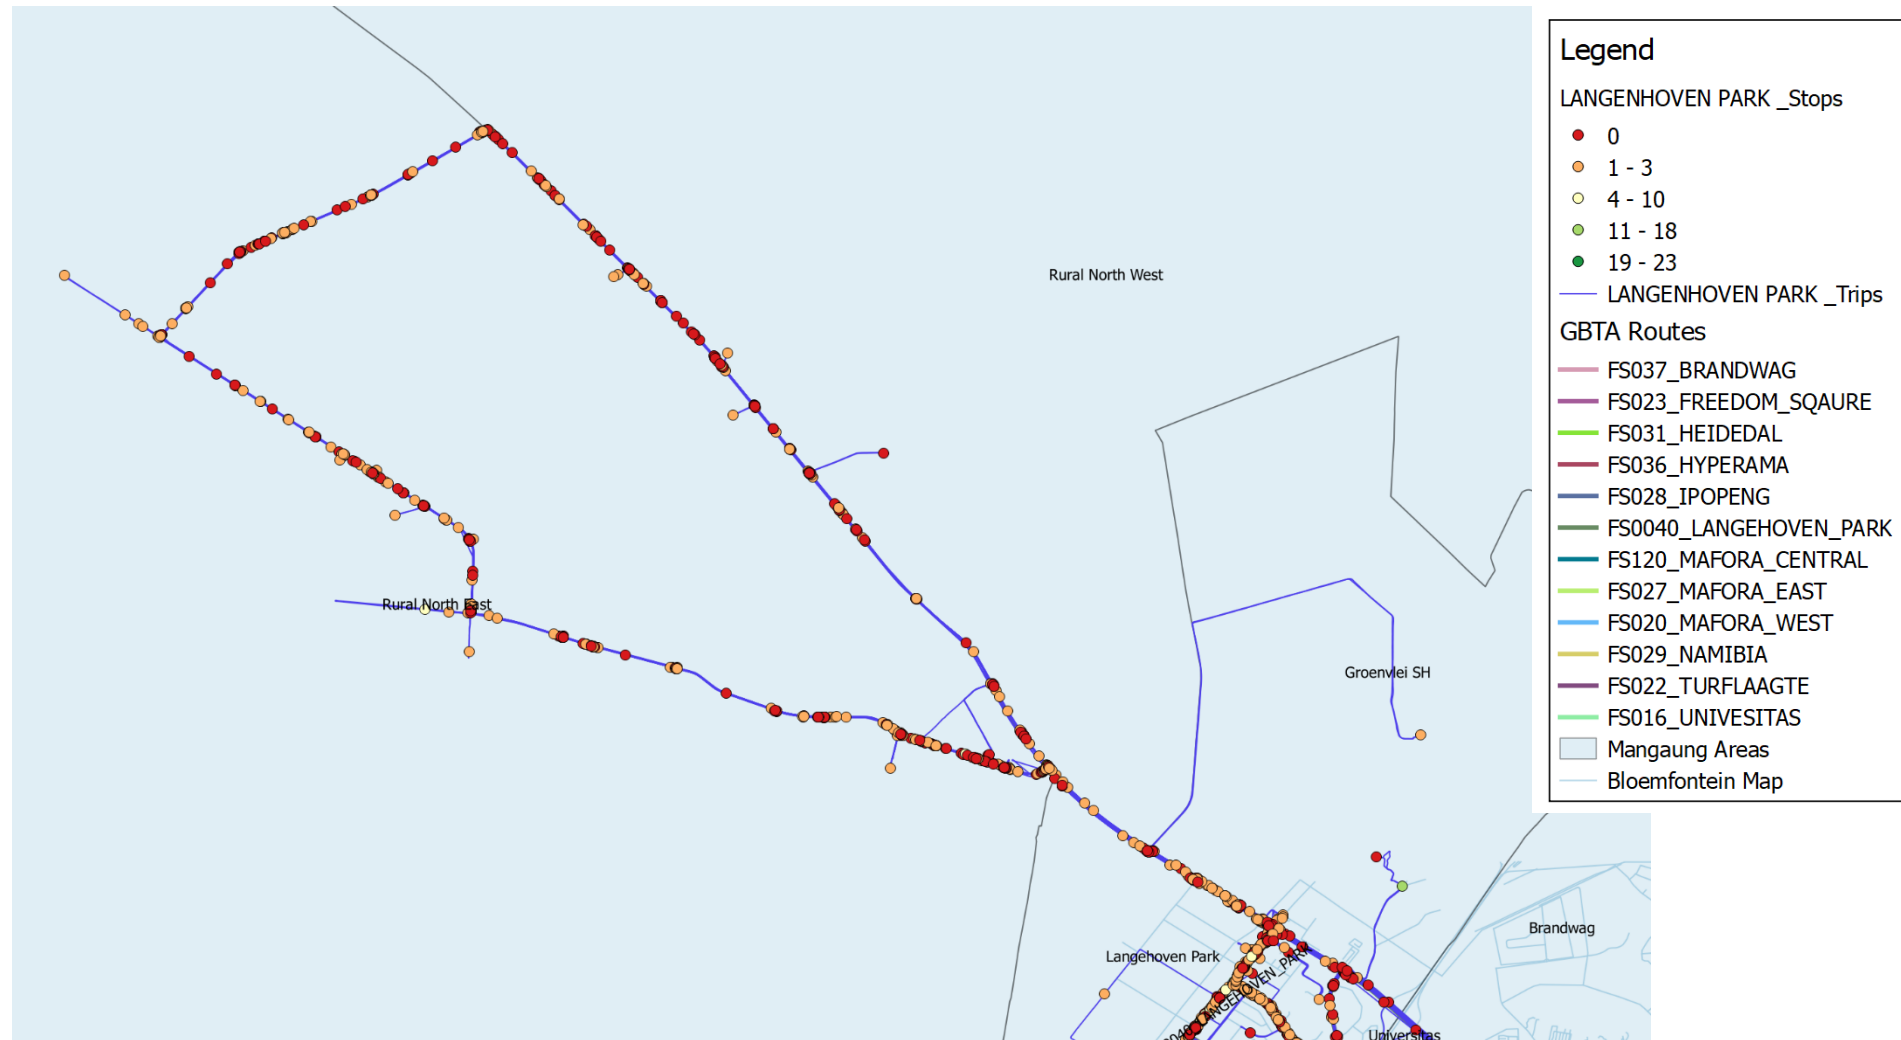 Legend
LANGENHOVEN PARK _Stops
0
1 - 3
4 - 10
11 - 18
19 - 23
LANGENHOVEN PARK _Trips
GBTA Routes
FS037_BRANDWAG
FS023_FREEDOM_SQAURE
FS031_HEIDEDAL
FS036_HYPERAMA
FS028_IPOPENG
FS0040_LANGEHOVEN_PARK
FS120_MAFORA_CENTRAL
FS027_MAFORA_EAST
FS020_MAFORA_WEST
FS029_NAMIBIA
FS022_TURFLAAGTE
FS016_UNIVESITAS
Mangaung Areas
Bloemfontein Map
Rural North West
Rural North East
Groenvlei SH
Brandwag
Langehoven Park
Universitas